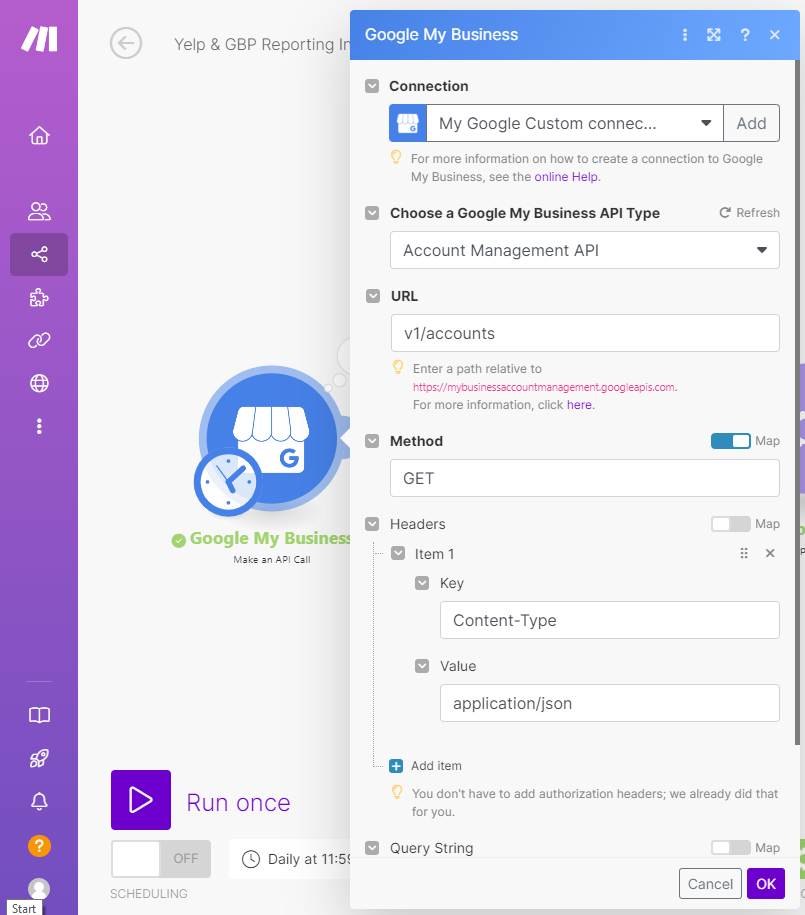 Yelp & GBP Reporting In
Google My Business
?
Connection
My Google Custom connec...
Add
For more information on how to create a connection to Google
My Business, see the online Help.
Choose a Google My Business API Type
Refresh
Account Management API
URL
v1/accounts
Enter a path relative to
https://mybusinessaccountmanagement.googleapis.com.
For more information, click here.
Method
Map
GET
Headers
Map
Item 1
Key
Content-Type
Value
application/json
Add item
You don't have to add authorization headers; we already did that
for you.
Query String
Map
Cancel
OK
G
Google My Business
Make an API Call
Run once
OFF
Daily at 11:59
SCHEDULING
?
Start